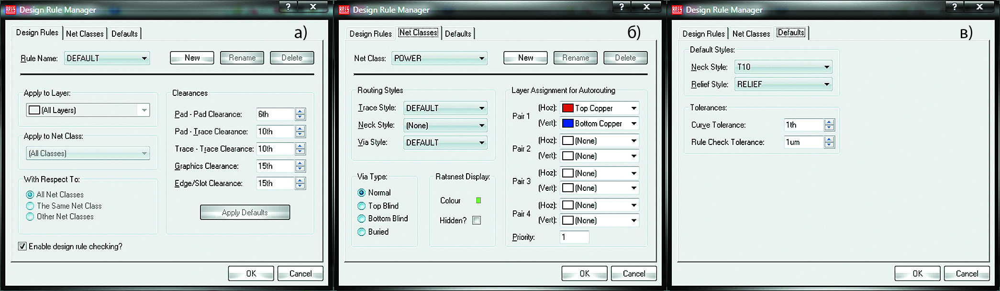 ARES Design Rule Manager ? X
Design Rules Net Classes Defaults а)
Rule Name: DEFAULT New Rename Delete
Apply to Layer:
(All Layers)
Apply to Net Class:
(All Classes)
With Respect To:
All Net Classes
The Same Net Class
Other Net Classes
Clearances
Pad - Pad Clearance: 6th
Pad - Trace Clearance: 10th
Trace - Trace Clearance: 10th
Graphics Clearance: 15th
Edge/Slot Clearance: 15th
Apply Defaults
Enable design rule checking?
OK Cancel
ARES Design Rule Manager ? X
Design Rules Net Classes Defaults б)
Net Class: POWER New Rename Delete
Routing Styles
Trace Style: DEFAULT
Neck Style: (None)
Via Style: DEFAULT
Via Type:
Normal
Top Blind
Bottom Blind
Buried
Ratsnest Display:
Colour
Hidden?
Layer Assignment for Autorouting
Pair 1 (Hoz): Top Copper
(Vert): Bottom Copper
Pair 2 (Hoz): (None)
(Vert): (None)
Pair 3 (Hoz): (None)
(Vert): (None)
Pair 4 (Hoz): (None)
(Vert): (None)
Priority: 1
OK Cancel
ARES Design Rule Manager ? X
Design Rules Net Classes Defaults в)
Default Styles:
Neck Style: T10
Relief Style: RELIEF
Tolerances:
Curve Tolerance: 1th
Rule Check Tolerance: 1um
OK Cancel